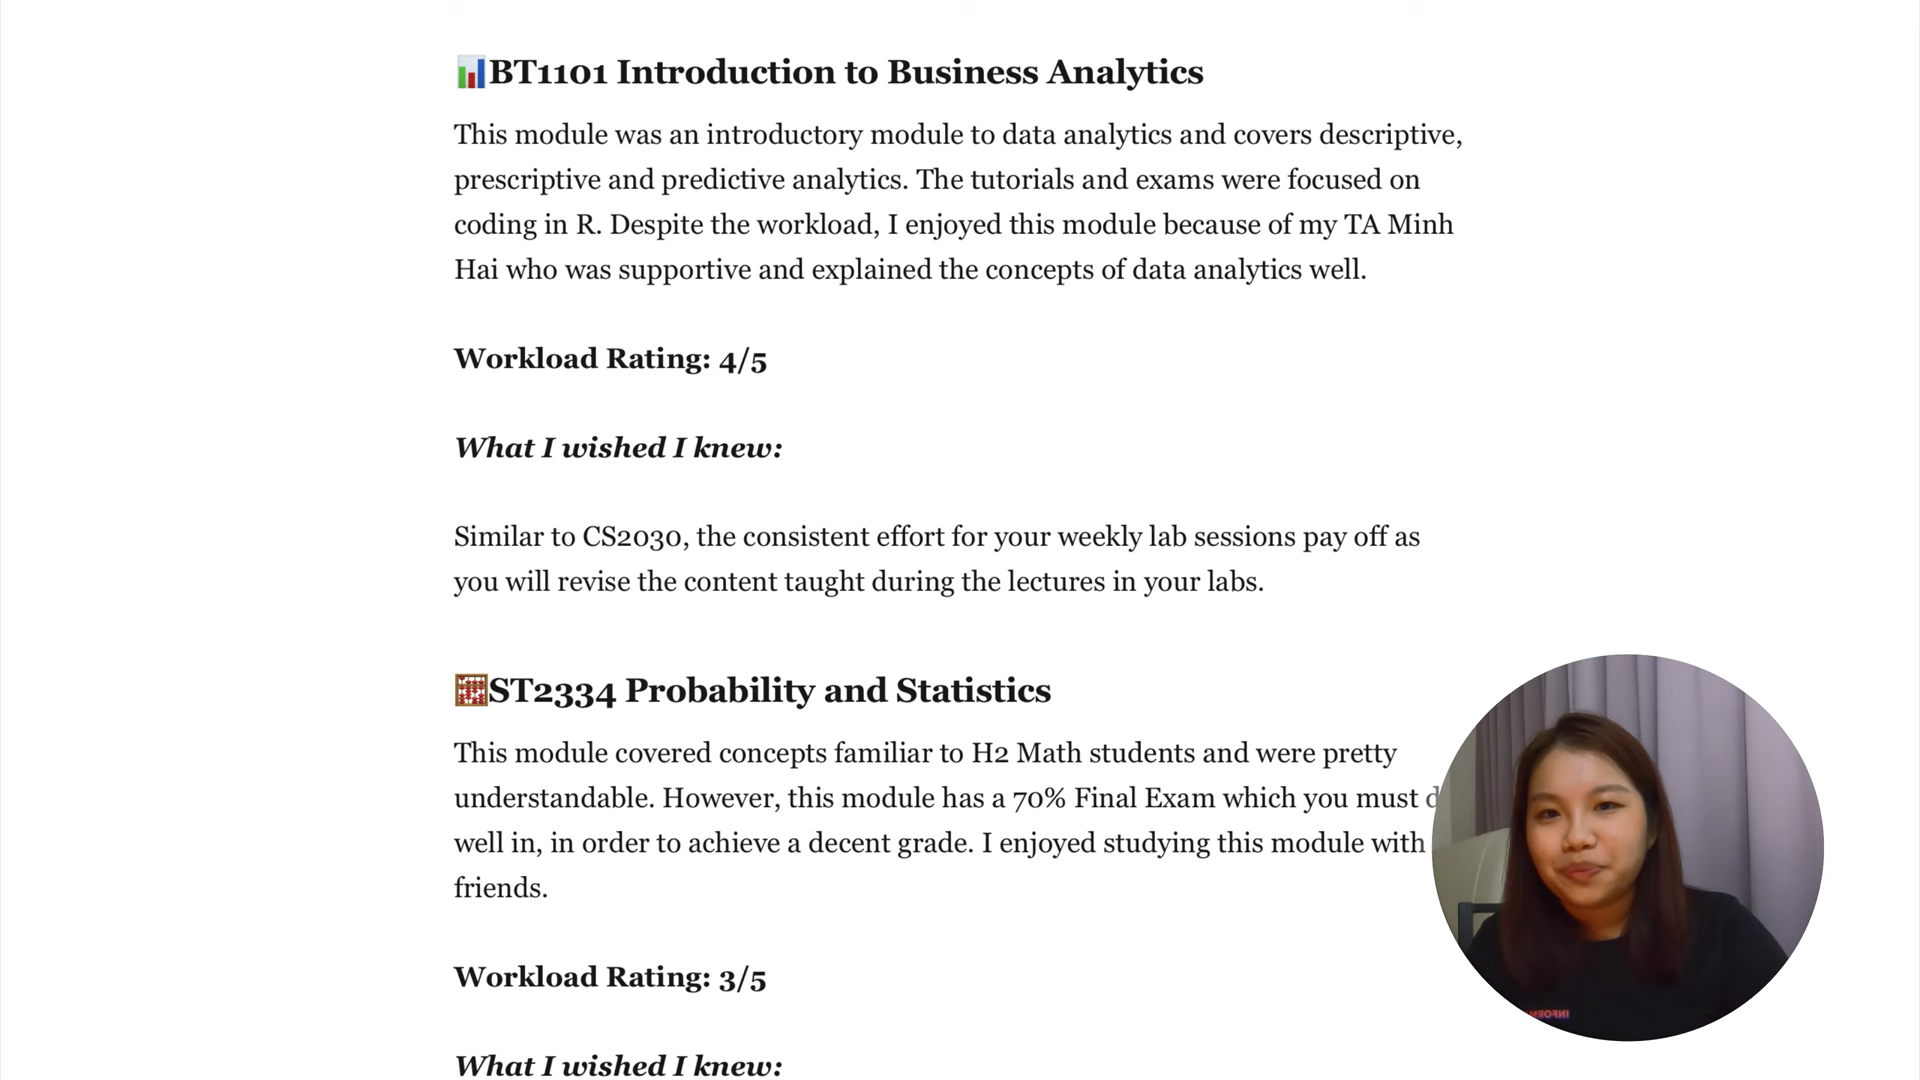 BT1101 Introduction to Business Analytics
This module was an introductory module to data analytics and covers descriptive,
prescriptive and predictive analytics. The tutorials and exams were focused on
coding in R. Despite the workload, I enjoyed this module because of my TA Minh
Hai who was supportive and explained the concepts of data analytics well.
Workload Rating: 4/5
What I wished I knew:
Similar to CS2030, the consistent effort for your weekly lab sessions pay off as
you will revise the content taught during the lectures in your labs.
ST2334 Probability and Statistics
This module covered concepts familiar to H2 Math students and were pretty
understandable. However, this module has a 70% Final Exam which you must
well in, in order to achieve a decent grade. I enjoyed studying this module with
friends.
Workload Rating: 3/5
What I wished I knew: